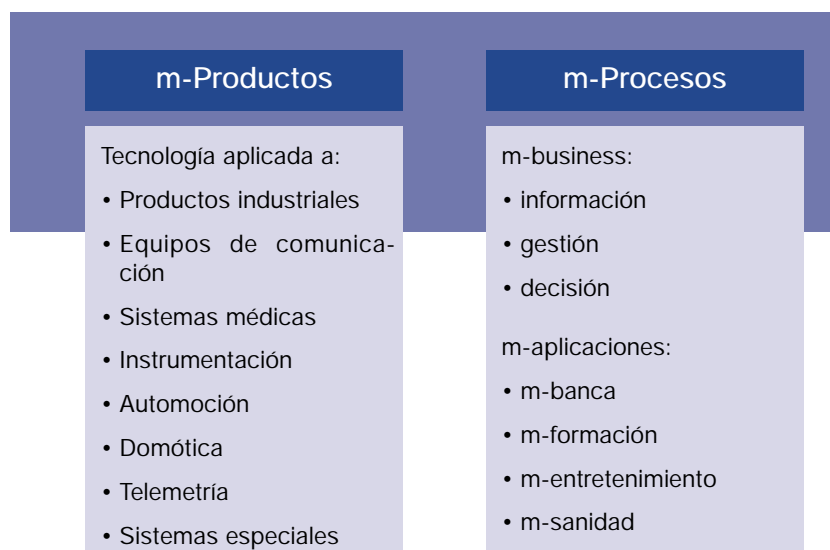 m-Productos
Tecnología aplicada a:
• Productos industriales
• Equipos de comunica-
ción
• Sistemas médicas
• Instrumentación
• Automoción
• Domótica
• Telemetría
• Sistemas especiales
m-Procesos
m-business:
• información
• gestión
• decisión
m-aplicaciones:
• m-banca
• m-formación
• m-entretenimiento
• m-sanidad